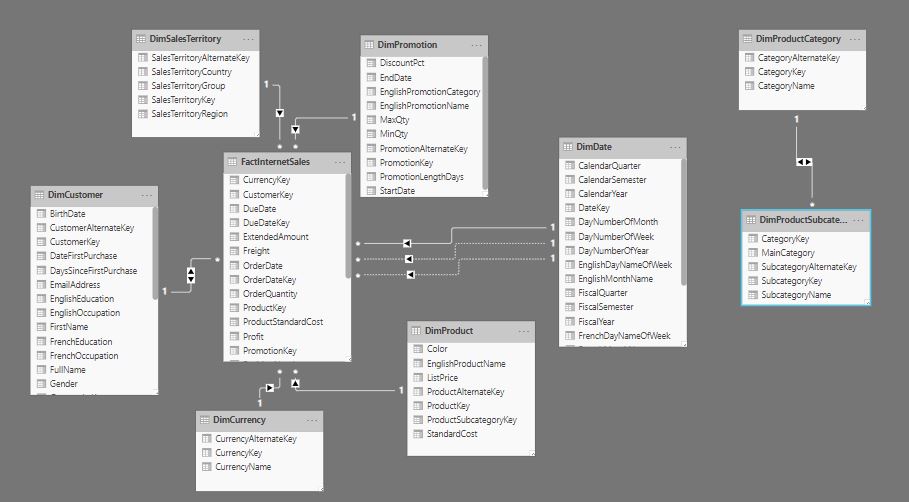 DimSalesTerritory
SalesTerritoryAlternateKey
SalesTerritoryCountry
SalesTerritoryGroup
SalesTerritoryKey
SalesTerritoryRegion
DimPromotion
DiscountPct
EndDate
EnglishPromotionCategory
EnglishPromotionName
MaxQty
MinQty
PromotionAlternateKey
PromotionKey
PromotionLengthDays
StartDate
DimProductCategory
CategoryAlternateKey
CategoryKey
CategoryName
1
1
1
*
*
FactInternetSales
CurrencyKey
CustomerKey
DueDate
DueDateKey
ExtendedAmount
Freight
OrderDate
OrderDateKey
OrderQuantity
ProductKey
ProductStandardCost
Profit
PromotionKey
DimDate
CalendarQuarter
CalendarSemester
CalendarYear
DateKey
DayNumberOfMonth
DayNumberOfWeek
DayNumberOfYear
EnglishDayNameOfWeek
EnglishMonthName
FiscalQuarter
FiscalSemester
FiscalYear
FrenchDayNameOfWeek
DimCustomer
BirthDate
CustomerAlternateKey
CustomerKey
DateFirstPurchase
DaysSinceFirstPurchase
EmailAddress
EnglishEducation
EnglishOccupation
FirstName
FrenchEducation
FrenchOccupation
FullName
Gender
*
DimProductSubcate...
CategoryKey
MainCategory
SubcategoryAlternateKey
SubcategoryKey
SubcategoryName
1
1
1
*
*
*
1
*
DimProduct
Color
EnglishProductName
ListPrice
ProductAlternateKey
ProductKey
ProductSubcategoryKey
StandardCost
*
*
1
1
DimCurrency
CurrencyAlternateKey
CurrencyKey
CurrencyName